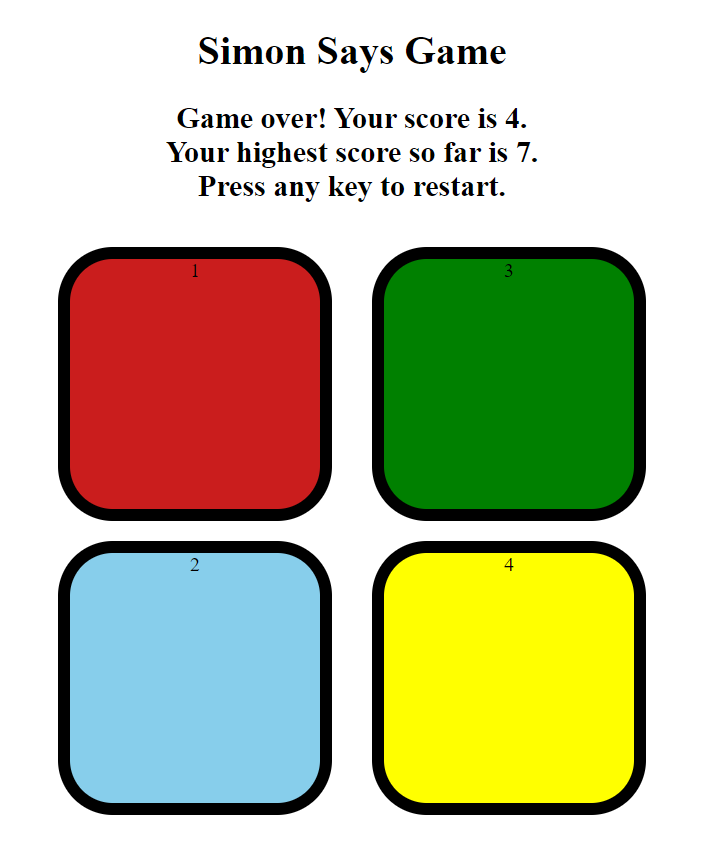 Simon Says Game
Game over! Your score is 4.
Your highest score so far is 7.
Press any key to restart.
1
3
2
4